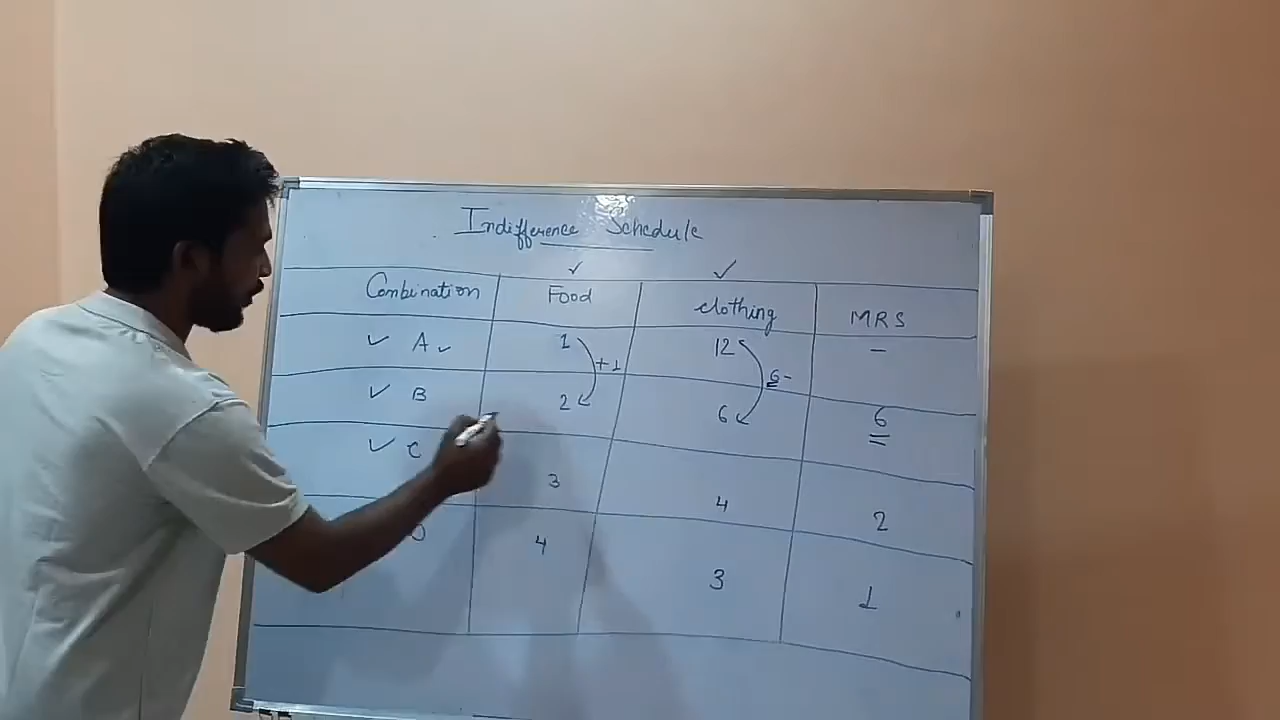 Indifference Schedule
Combination Food clothing MRS
A 1 12 –
+1 6-
B 2 6 6
C 3 4 2
D 4 3 1